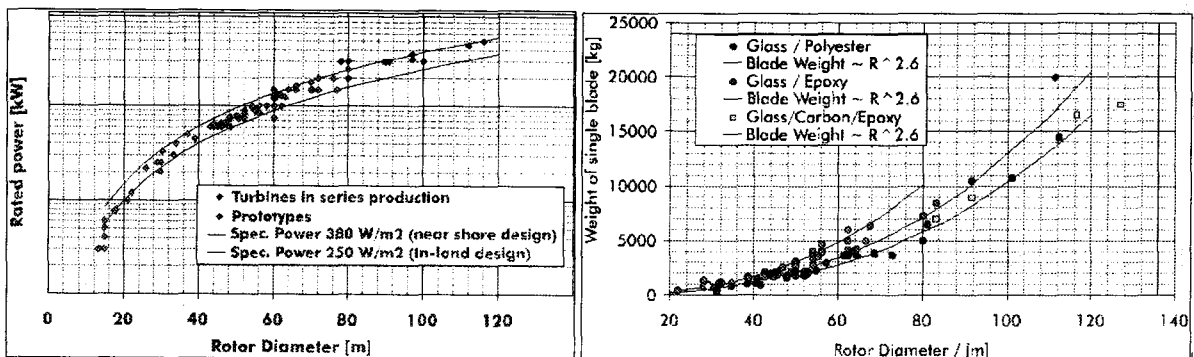 Rated power [kW]
Turbines in series production
Prototypes
Spec. Power 380 W/m2 (near share design)
Spec. Power 250 W/m2 (in-land design)
0 20 40 60 80 100 120
Rotor Diameter [m]
Weight of single blade [kg]
25000
20000
15000
10000
5000
0
Glass / Polyester
Blade Weight ~ R^2.6
Glass / Epoxy
Blade Weight ~ R^2.6
Glass/Carbon/Epoxy
Blade Weight ~ R^2.6
20 40 60 80 100 120 140
Rotor Diameter / [m]